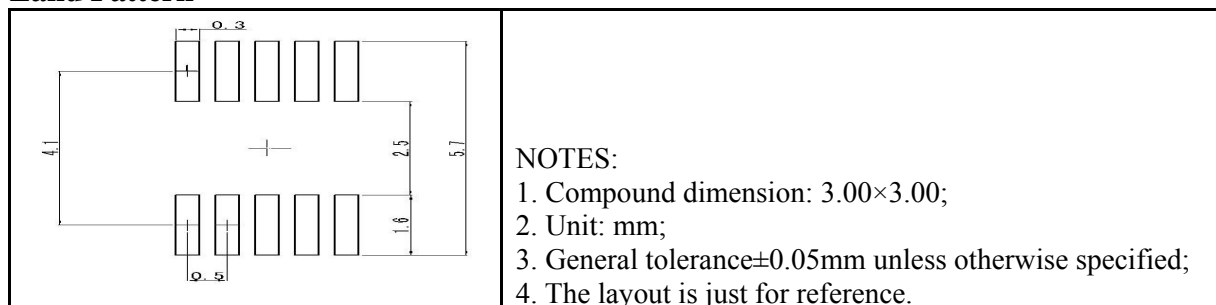 Land Pattern
0.3
4.1
2.5
5.7
1.6
0.5
NOTES:
1. Compound dimension: 3.00×3.00;
2. Unit: mm;
3. General tolerance±0.05mm unless otherwise specified;
4. The layout is just for reference.